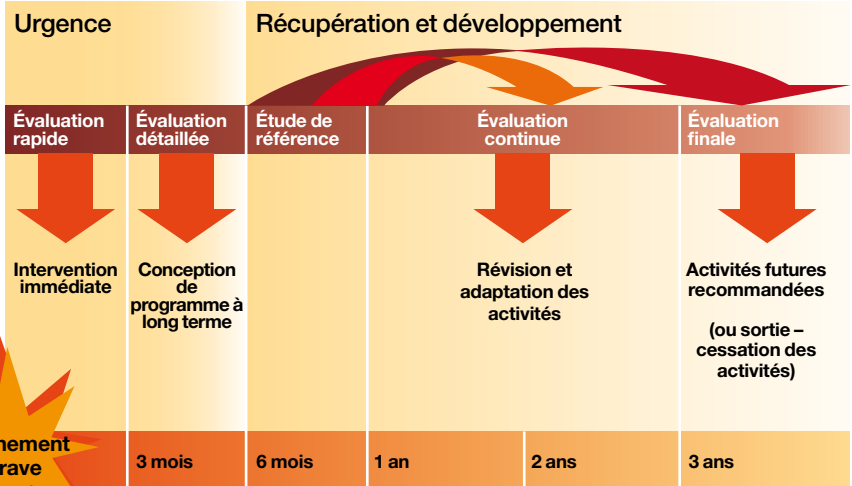 Urgence
Récupération et développement
Évaluation
rapide
Évaluation
détaillée
Étude de
référence
Évaluation
continue
Évaluation
finale
Intervention
immédiate
Conception
de
programme à
long terme
Révision et
adaptation des
activités
Activités futures
recommandées
(ou sortie –
cessation des
activités)
nement
rave
3 mois
6 mois
1 an
2 ans
3 ans